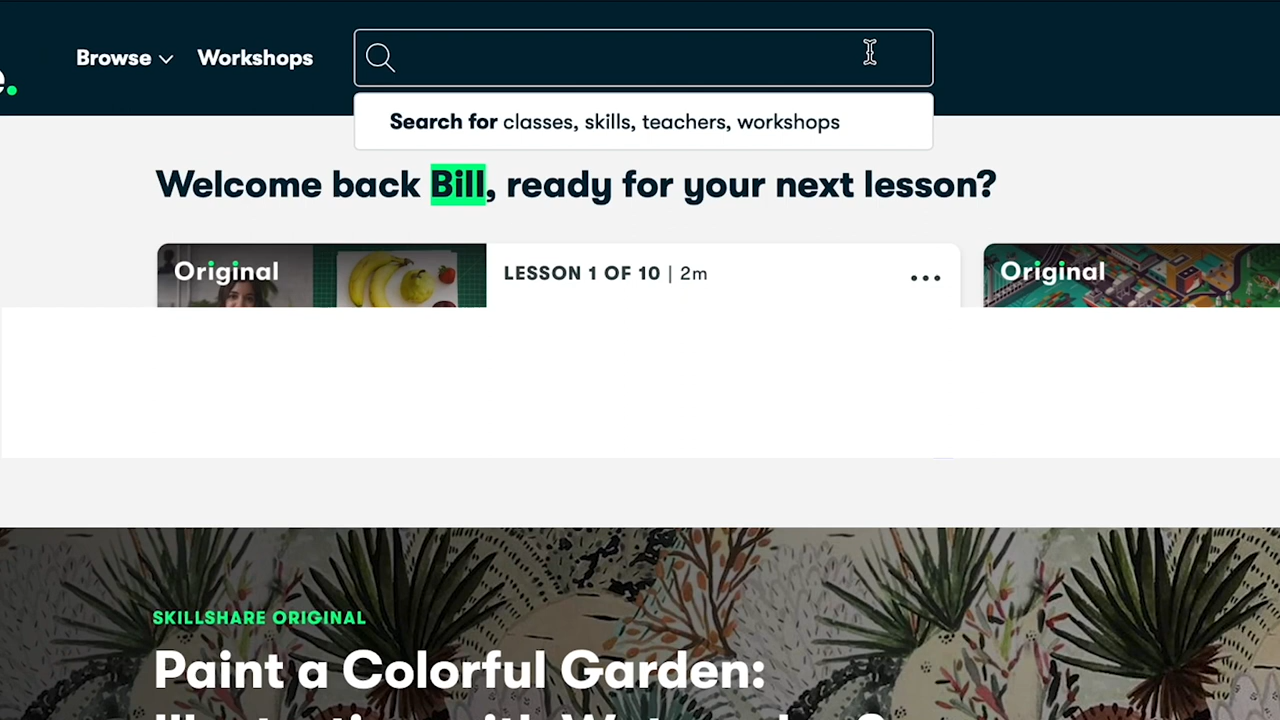 e.
Browse
Workshops
Search for classes, skills, teachers, workshops
Welcome back Bill, ready for your next lesson?
Original
LESSON 1 OF 10 | 2m
Original
SKILLSHARE ORIGINAL
Paint a Colorful Garden: